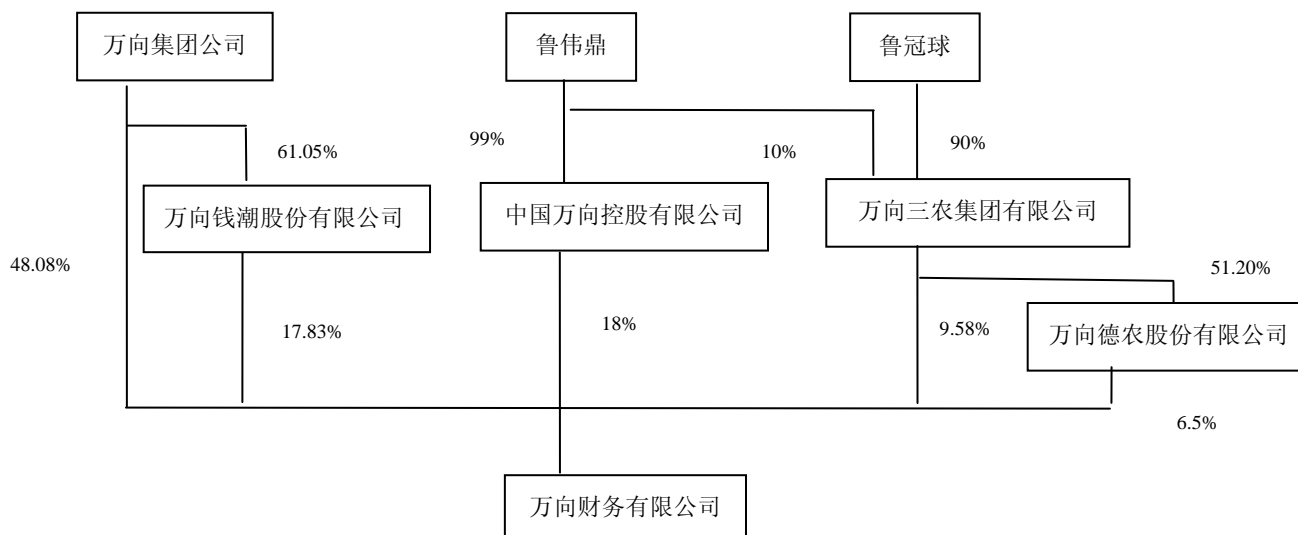 万向集团公司
鲁伟鼎
鲁冠球
61.05%
99%
10%
90%
万向钱潮股份有限公司
中国万向控股有限公司
万向三农集团有限公司
48.08%
51.20%
17.83%
18%
9.58%
万向德农股份有限公司
6.5%
万向财务有限公司